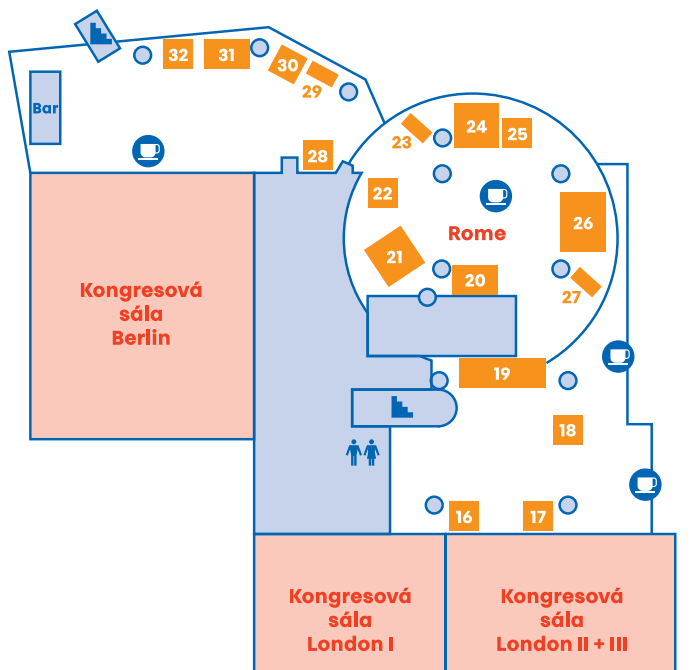 32
31
30
29
Bar
28
24
25
23
22
26
Rome
21
20
27
Kongresová
sála
Berlin
19
18
16
17
Kongresová
sála
London I
Kongresová
sála
London II + III